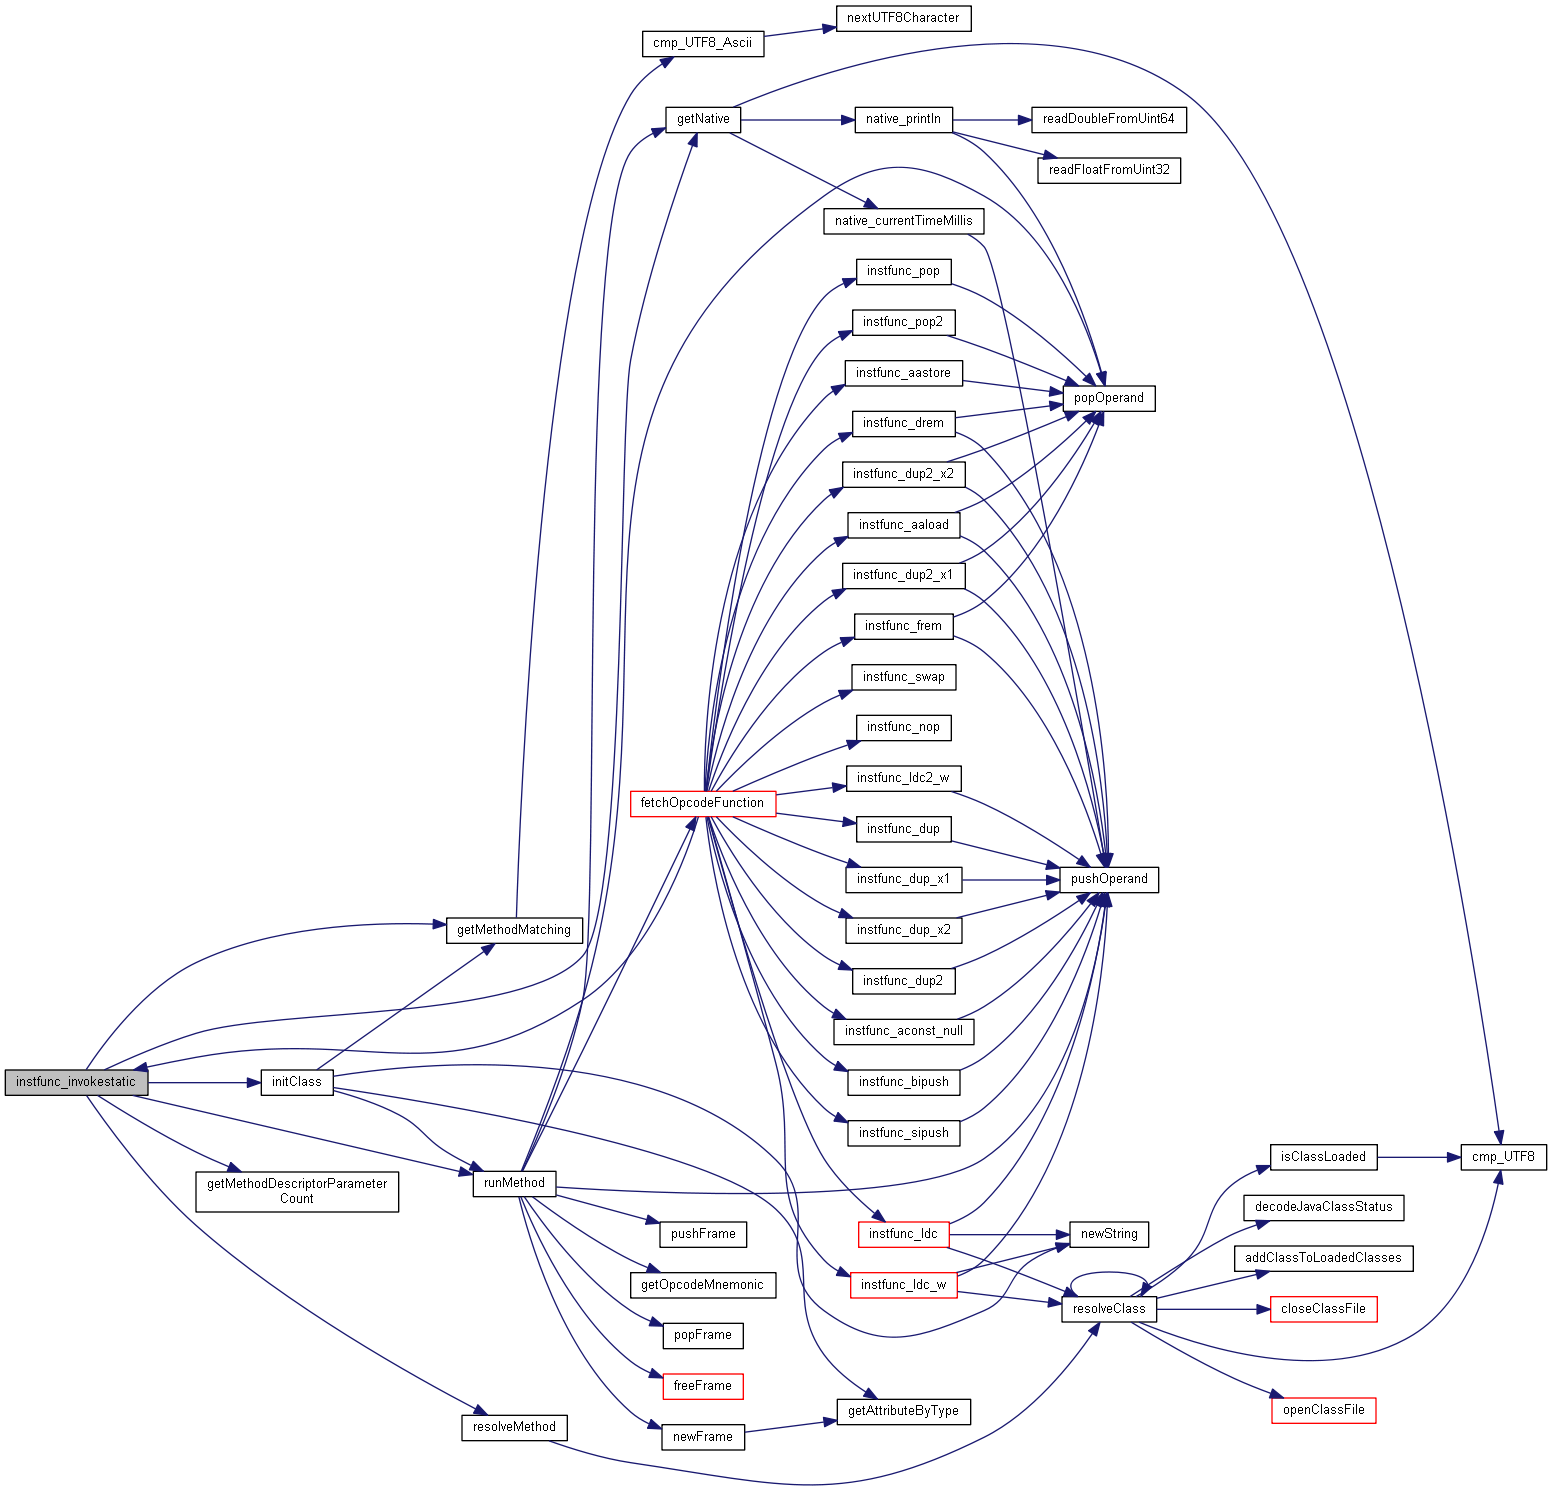 nextUTF8Character
cmp_UTF8_Ascii
getNative
native_println
readDoubleFromUint64
readFloatFromUint32
native_currentTimeMillis
instfunc_pop
instfunc_pop2
instfunc_aastore
popOperand
instfunc_drem
instfunc_dup2_x2
instfunc_aaload
instfunc_dup2_x1
instfunc_frem
instfunc_swap
instfunc_nop
instfunc_ldc2_w
fetchOpcodeFunction
instfunc_dup
instfunc_dup_x1
pushOperand
instfunc_dup_x2
getMethodMatching
instfunc_dup2
instfunc_aconst_null
instfunc_invokestatic
initClass
instfunc_bipush
instfunc_sipush
isClassLoaded
cmp_UTF8
getMethodDescriptorParameter
Count
runMethod
decodeJavaClassStatus
pushFrame
instfunc_ldc
newString
addClassToLoadedClasses
getOpcodeMnemonic
instfunc_ldc_w
resolveClass
closeClassFile
popFrame
freeFrame
getAttributeByType
openClassFile
resolveMethod
newFrame